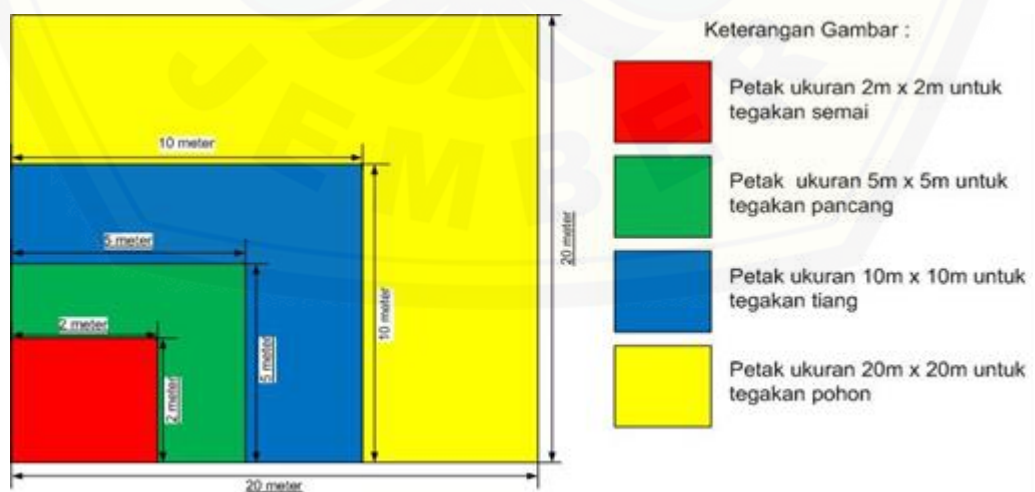 Keterangan Gambar :
Petak ukuran 2m x 2m untuk
tegakan semai
Petak ukuran 5m x 5m untuk
tegakan pancang
Petak ukuran 10m x 10m untuk
tegakan tiang
Petak ukuran 20m x 20m untuk
tegakan pohon
10 meter
5 meter
2 meter
2 meter
5 meter
10 meter
20 meter
20 meter
JEMBER